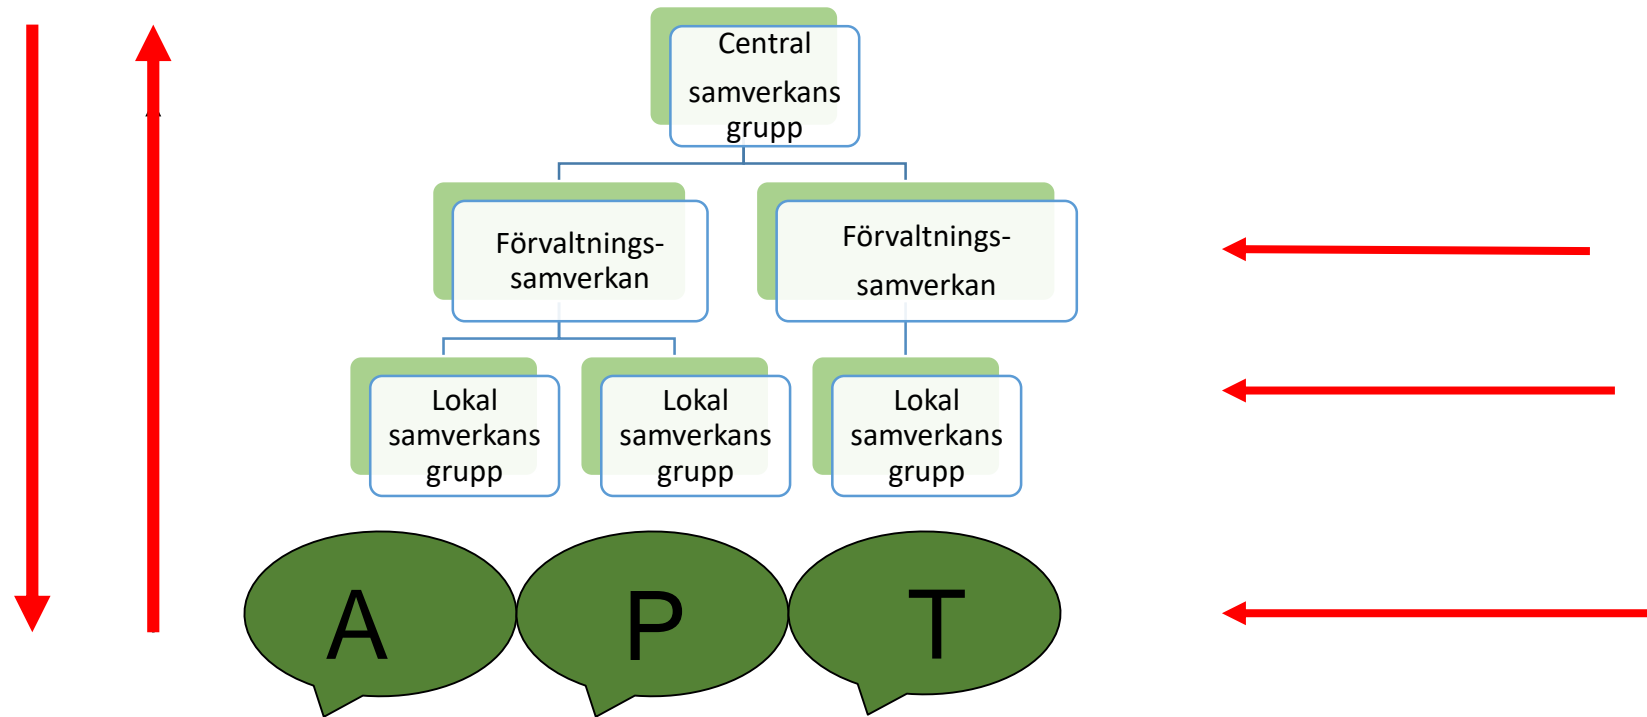 Central
samverkans
grupp
Förvaltnings-
samverkan
Förvaltnings-
samverkan
Lokal
samverkans
grupp
Lokal
samverkans
grupp
Lokal
samverkans
grupp
A P T